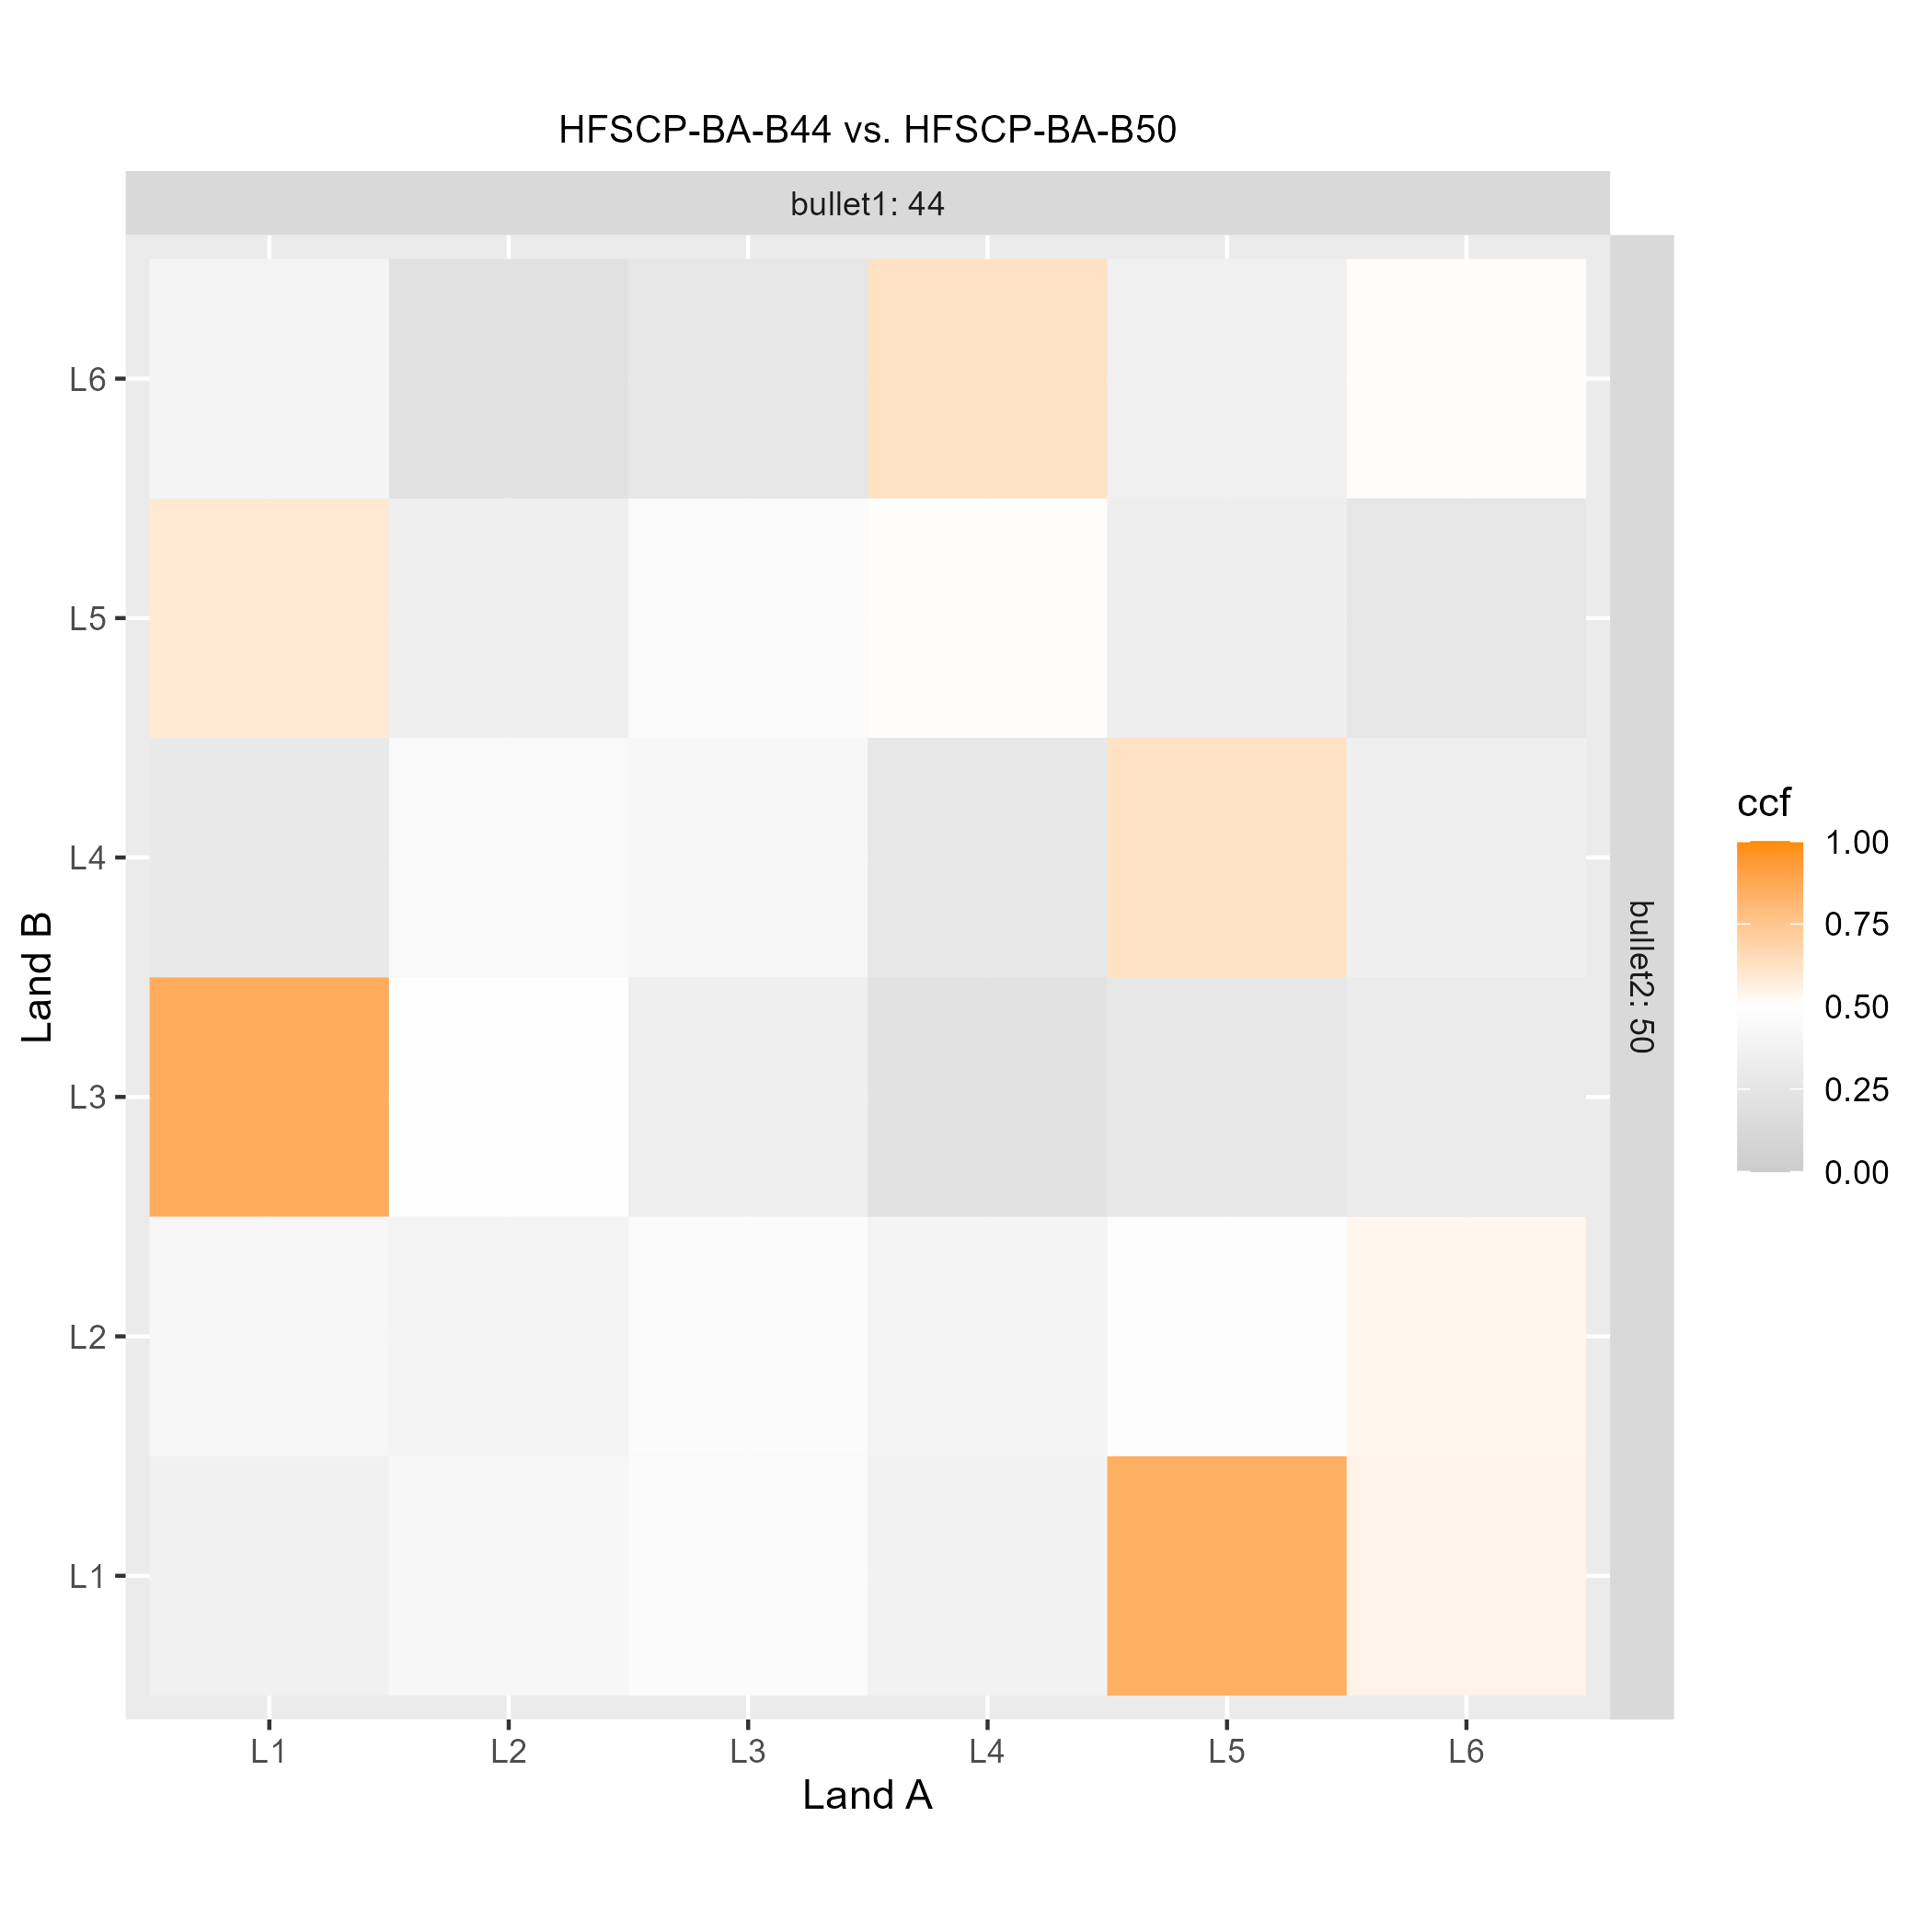 HFSCP-BA-B44 vs. HFSCP-BA-B50
bullet1: 44
L6
L5
L4
L3
L2
L1
Land B
bullet2: 50
L1
L2
L3
L4
L5
L6
Land A
ccf
1.00
0.75
0.50
0.25
0.00